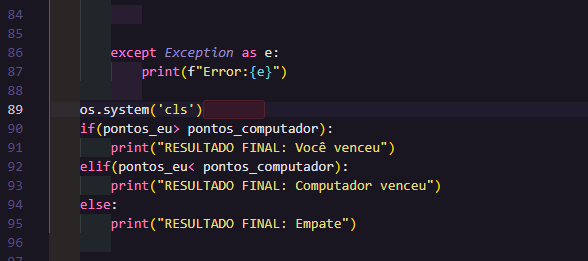 84
85
86 except Exception as e:
87 print(f"Error:{e}")
88
89 os.system('cls')
90 if(pontos_eu> pontos_computador):
91 print("RESULTADO FINAL: Você venceu")
92 elif(pontos_eu< pontos_computador):
93 print("RESULTADO FINAL: Computador venceu")
94 else:
95 print("RESULTADO FINAL: Empate")
96
97